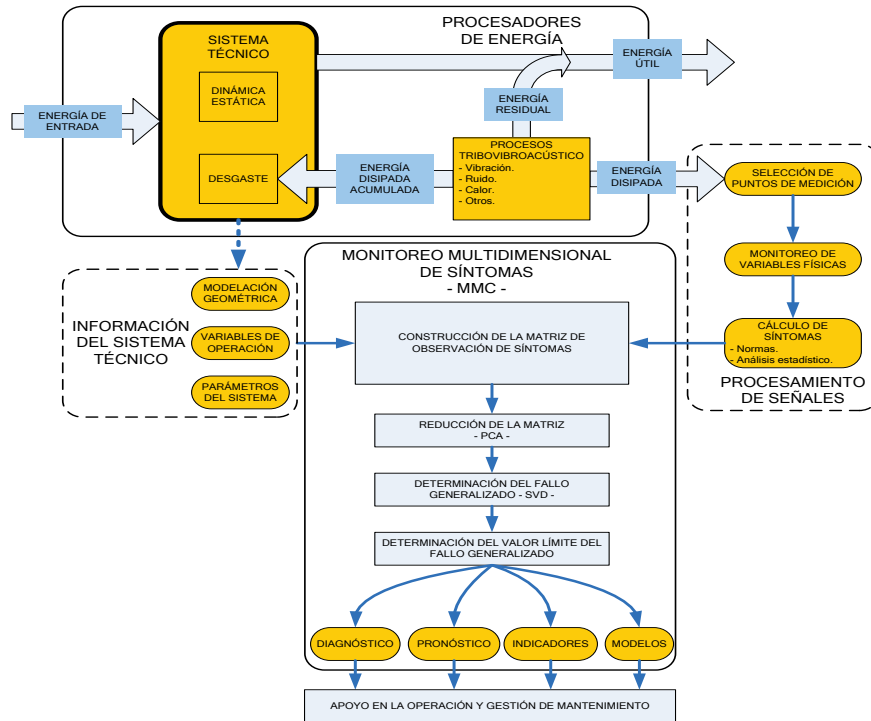 PROCESADORES
DE ENERGÍA
SISTEMA
TÉCNICO
DINÁMICA
ESTÁTICA
DESGASTE
ENERGÍA DE
ENTRADA
ENERGÍA
ÚTIL
ENERGÍA
RESIDUAL
PROCESOS
TRIBOVIBROACÚSTICO
- Vibración.
- Ruido.
- Calor.
- Otros.
ENERGÍA
DISIPADA
ACUMULADA
ENERGÍA
DISIPADA
SELECCIÓN DE
PUNTOS DE MEDICIÓN
MONITOREO DE
VARIABLES FÍSICAS
CÁLCULO DE
SÍNTOMAS
- Normas.
- Análisis estadístico.
PROCESAMIENTO
DE SEÑALES
INFORMACIÓN
DEL SISTEMA
TÉCNICO
MODELACIÓN
GEOMÉTRICA
VARIABLES DE
OPERACIÓN
PARÁMETROS
DEL SISTEMA
MONITOREO MULTIDIMENSIONAL
DE SÍNTOMAS
- MMC -
CONSTRUCCIÓN DE LA MATRIZ DE
OBSERVACIÓN DE SÍNTOMAS
REDUCCIÓN DE LA MATRIZ
- PCA -
DETERMINACIÓN DEL FALLO
GENERALIZADO - SVD -
DETERMINACIÓN DEL VALOR LÍMITE DEL
FALLO GENERALIZADO
DIAGNÓSTICO
PRONÓSTICO
INDICADORES
MODELOS
APOYO EN LA OPERACIÓN Y GESTIÓN DE MANTENIMIENTO